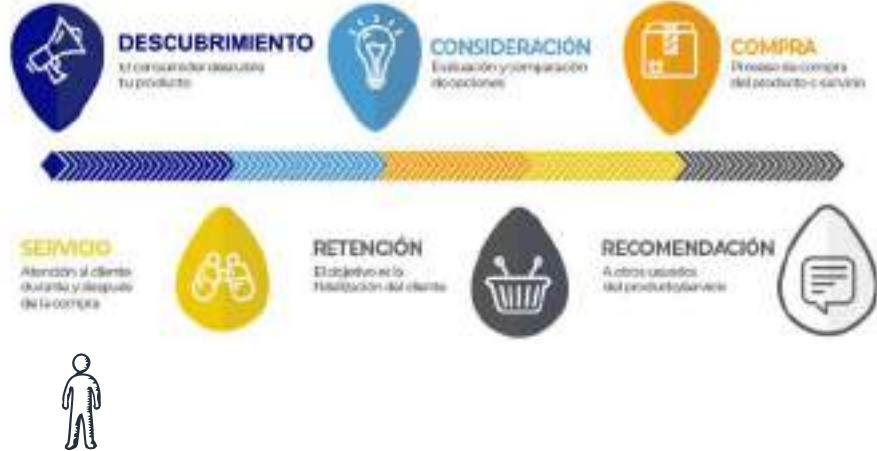 DESCUBRIMIENTO
El consumidor descubre
tu producto
CONSIDERACIÓN
Evaluación y comparación
de opciones
COMPRA
Proceso de compra
del producto o servicio
SERVICIO
Atención al cliente
durante y después
de la compra
RETENCIÓN
El objetivo es la
fidelización del cliente
RECOMENDACIÓN
A otros usuarios
del producto/servicio